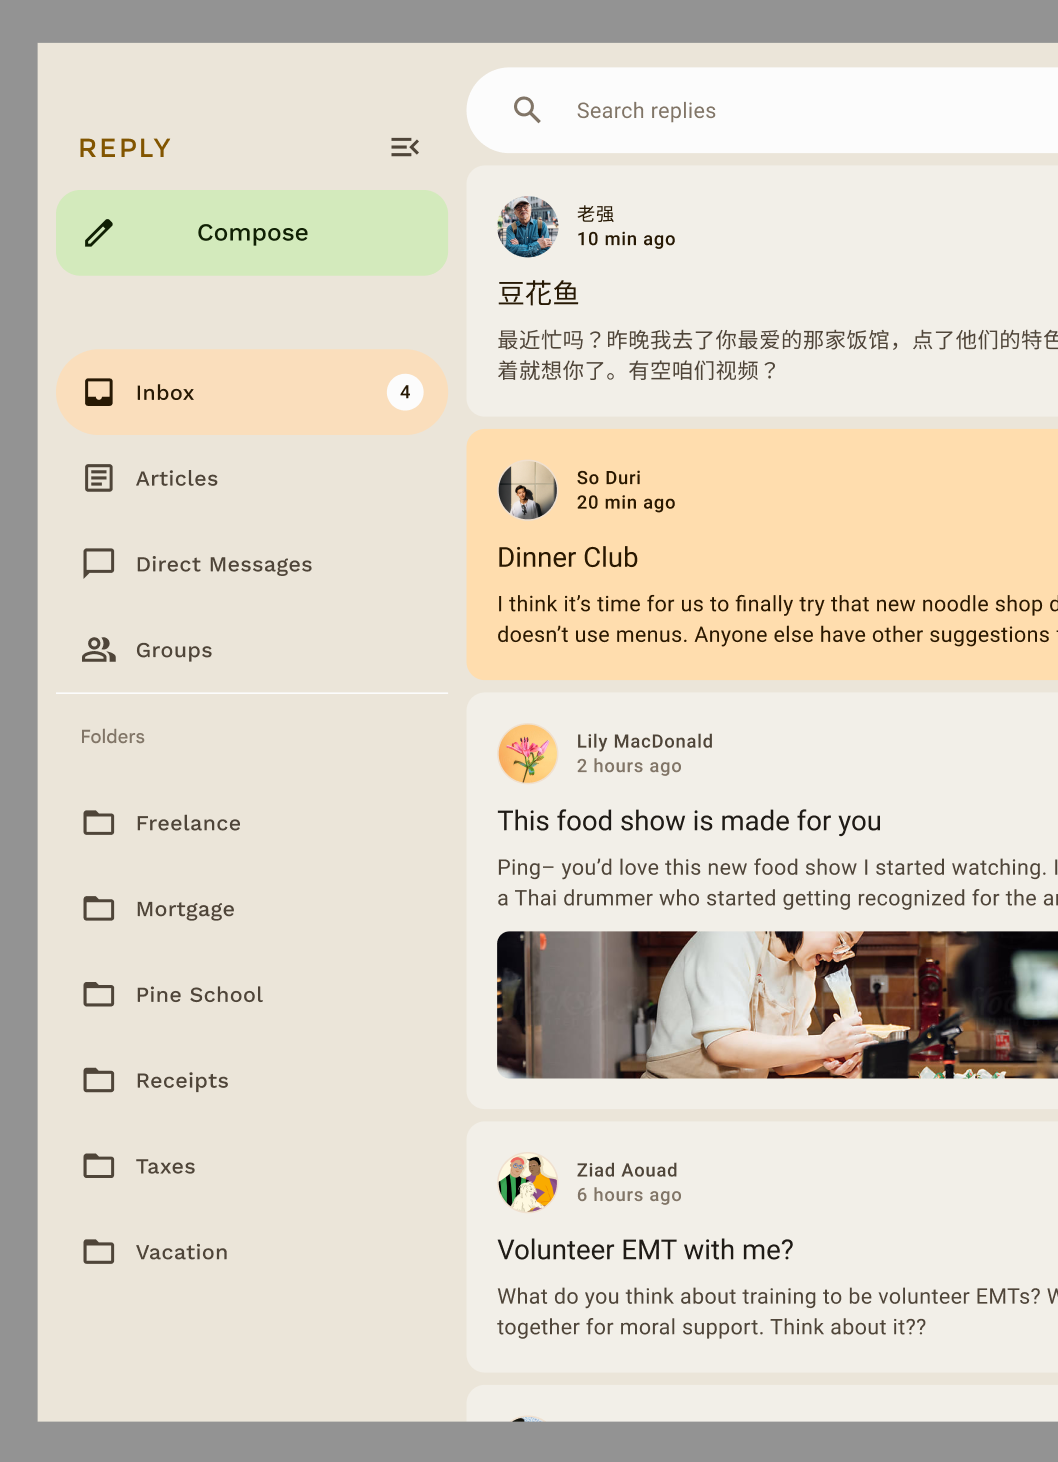 REPLY
Compose
Inbox
4
Articles
Direct Messages
Groups
Folders
Freelance
Mortgage
Pine School
Receipts
Taxes
Vacation
Search replies
老强
10 min ago
豆花鱼
最近忙吗？昨晚我去了你最爱的那家饭馆，点了他们的特色
着就想你了。有空咱们视频？
So Duri
20 min ago
Dinner Club
I think it’s time for us to finally try that new noodle shop d
doesn’t use menus. Anyone else have other suggestions
Lily MacDonald
2 hours ago
This food show is made for you
Ping– you’d love this new food show I started watching. I
a Thai drummer who started getting recognized for the
Ziad Aouad
6 hours ago
Volunteer EMT with me?
What do you think about training to be volunteer EMTs? W
together for moral support. Think about it??